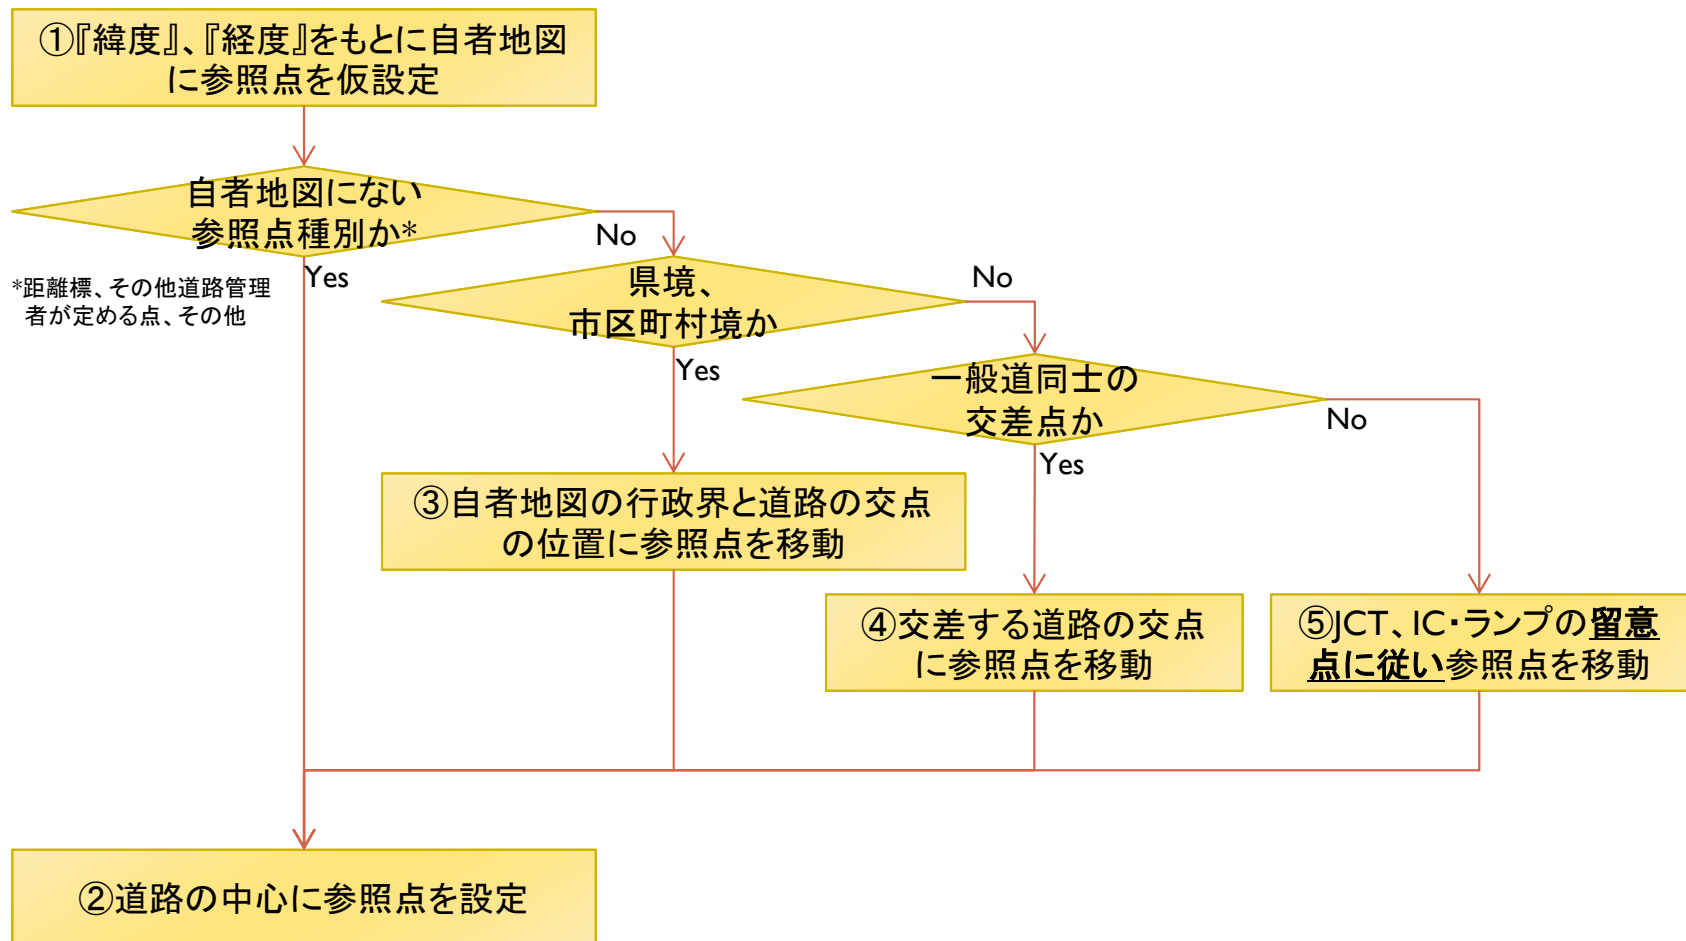 ①『緯度』、『経度』をもとに自者地図
に参照点を仮設定
自者地図にない
参照点種別か*
No
Yes
*距離標、その他道路管理
者が定める点、その他
県境、
市区町村境か
No
Yes
一般道同士の
交差点か
No
Yes
③自者地図の行政界と道路の交点
の位置に参照点を移動
④交差する道路の交点
に参照点を移動
⑤JCT、IC・ランプの留意
点に従い参照点を移動
②道路の中心に参照点を設定